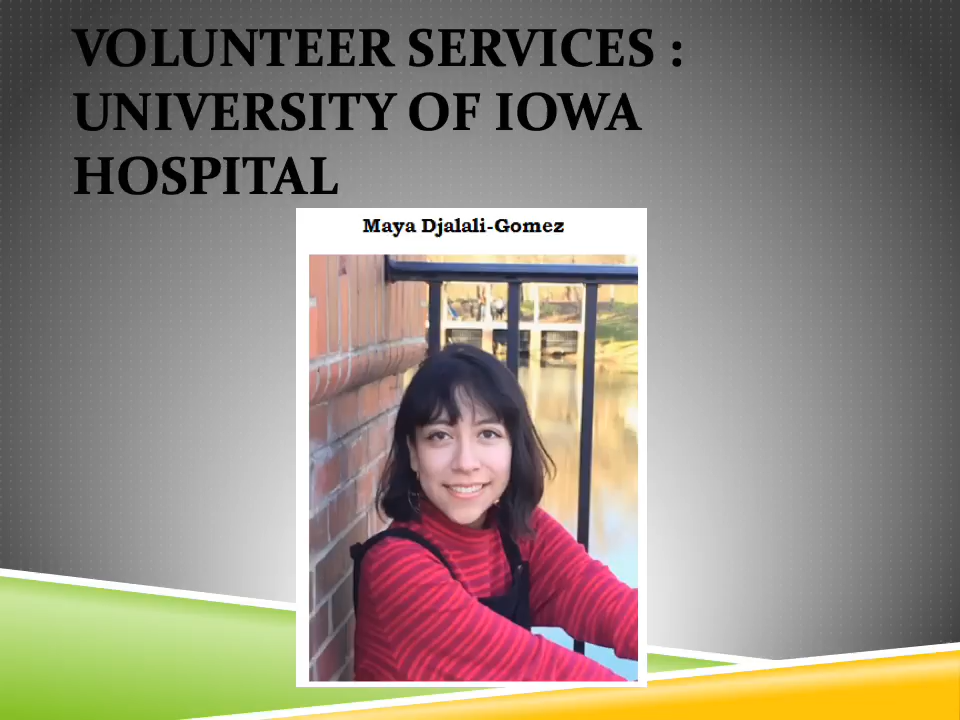 VOLUNTEER SERVICES :
UNIVERSITY OF IOWA
HOSPITAL
Maya Djalali-Gomez